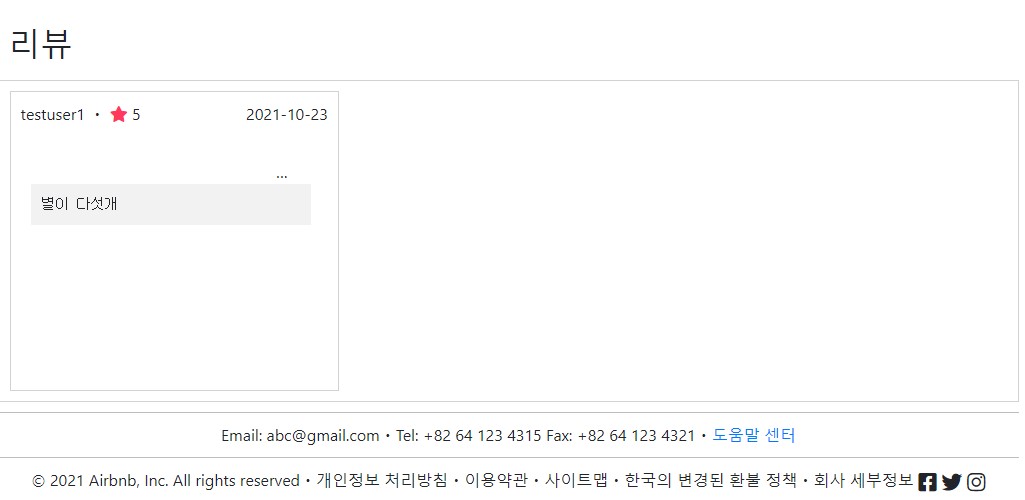 리뷰
testuser1 • 5 2021-10-23
...
별이 다섯개
Email: abc@gmail.com • Tel: +82 64 123 4315 Fax: +82 64 123 4321 • 도움말 센터
© 2021 Airbnb, Inc. All rights reserved • 개인정보 처리방침 • 이용약관 • 사이트맵 • 한국의 변경된 환불 정책 • 회사 세부정보